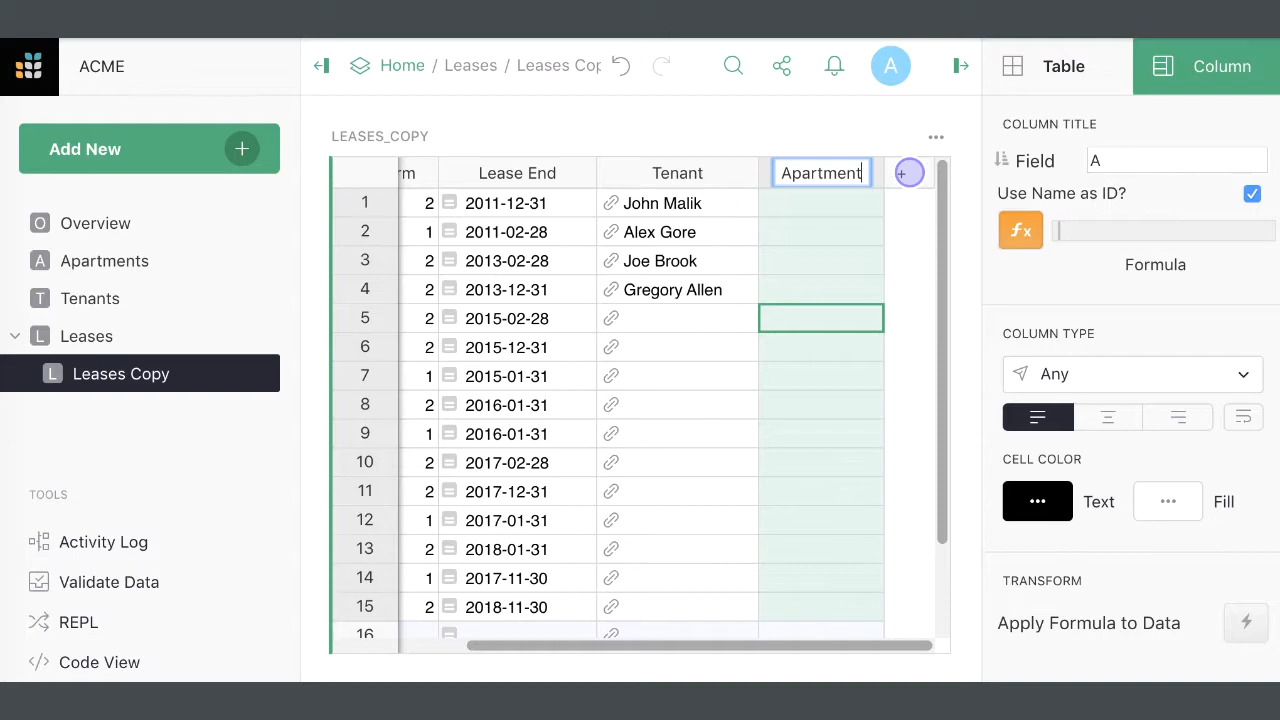 ACME
Home / Leases / Leases Cop
A
Table
Column
Add New +
O Overview
A Apartments
T Tenants
L Leases
L Leases Copy
TOOLS
Activity Log
Validate Data
REPL
</> Code View
LEASES_COPY
rm Lease End Tenant Apartment +
1 2 2011-12-31 John Malik
2 1 2011-02-28 Alex Gore
3 2 2013-02-28 Joe Brook
4 2 2013-12-31 Gregory Allen
5 2 2015-02-28
6 2 2015-12-31
7 1 2015-01-31
8 2 2016-01-31
9 1 2016-01-31
10 2 2017-02-28
11 2 2017-12-31
12 1 2017-01-31
13 2 2018-01-31
14 1 2017-11-30
15 2 2018-11-30
16
COLUMN TITLE
Field A
Use Name as ID?
fx
Formula
COLUMN TYPE
Any
CELL COLOR
Text
Fill
TRANSFORM
Apply Formula to Data